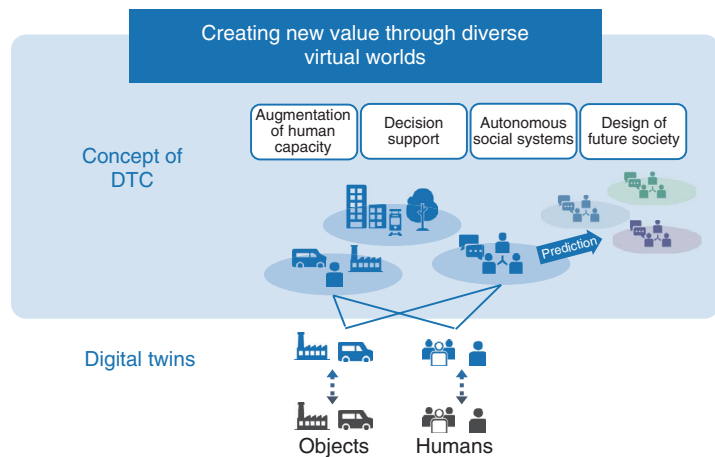 Creating new value through diverse
virtual worlds
Augmentation
of human
capacity
Decision
support
Autonomous
social systems
Design of
future society
Concept of
DTC
Prediction
Digital twins
Objects
Humans